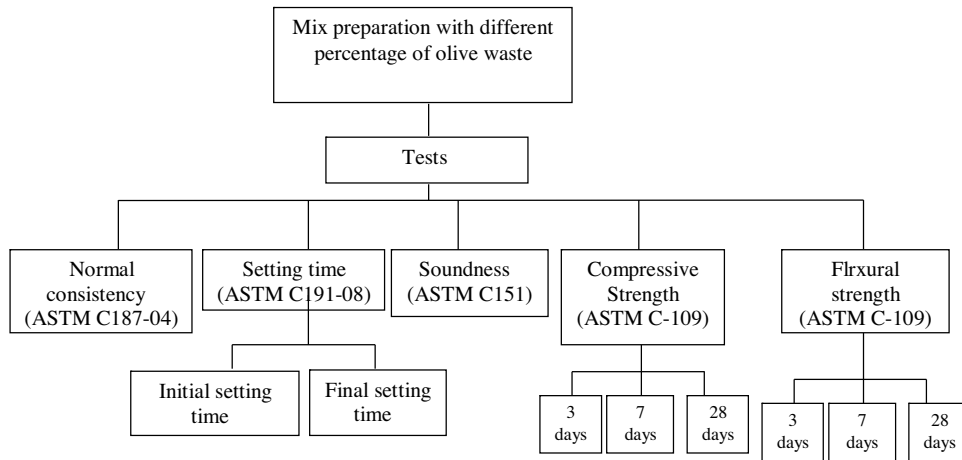 Mix preparation with different
percentage of olive waste
Tests
Normal
consistency
(ASTM C187-04)
Setting time
(ASTM C191-08)
Soundness
(ASTM C151)
Compressive
Strength
(ASTM C-109)
Flrxural
strength
(ASTM C-109)
Initial setting
time
Final setting
time
3
days
7
days
28
days
3
days
7
days
28
days